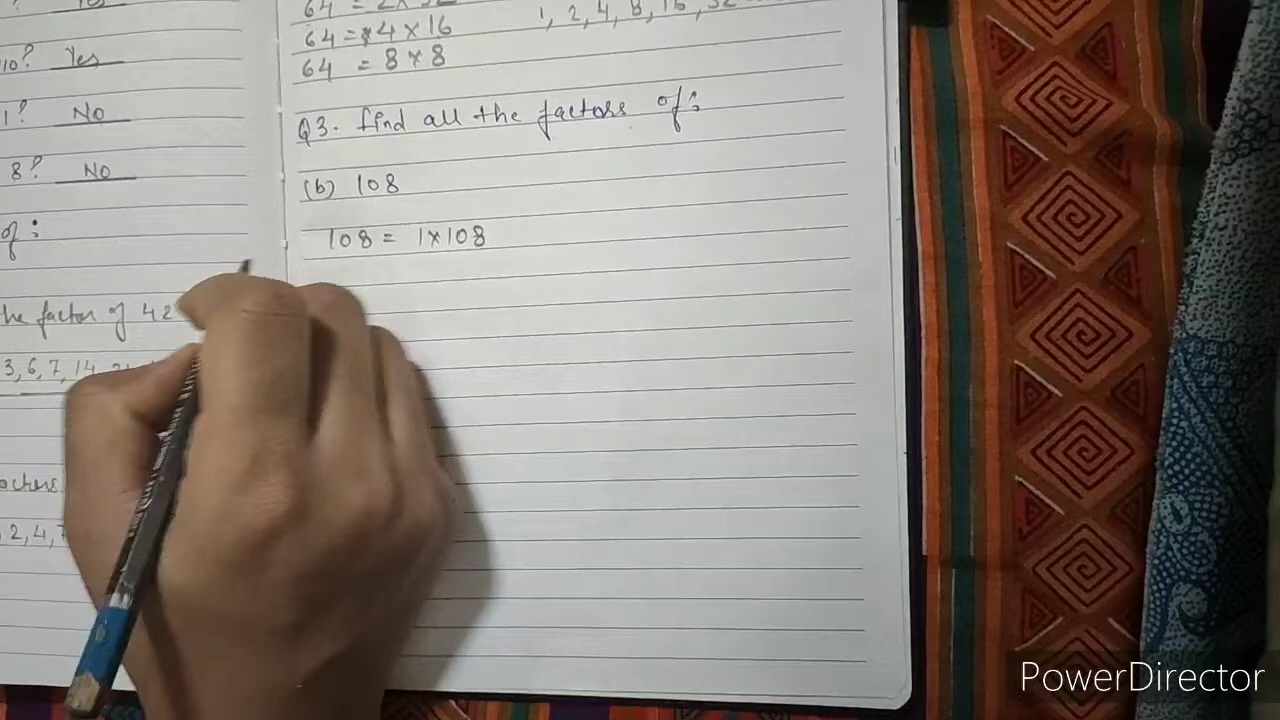 10? Yes
1? No
8? No
of:
he factor of 42
3, 6, 7, 14,
2, 4,
64 = 4 × 16
1, 2, 4, 8, 16, 32
64 = 8 × 8
Q3. Find all the factors of:
(b) 108
108 = 1×108
PowerDirector